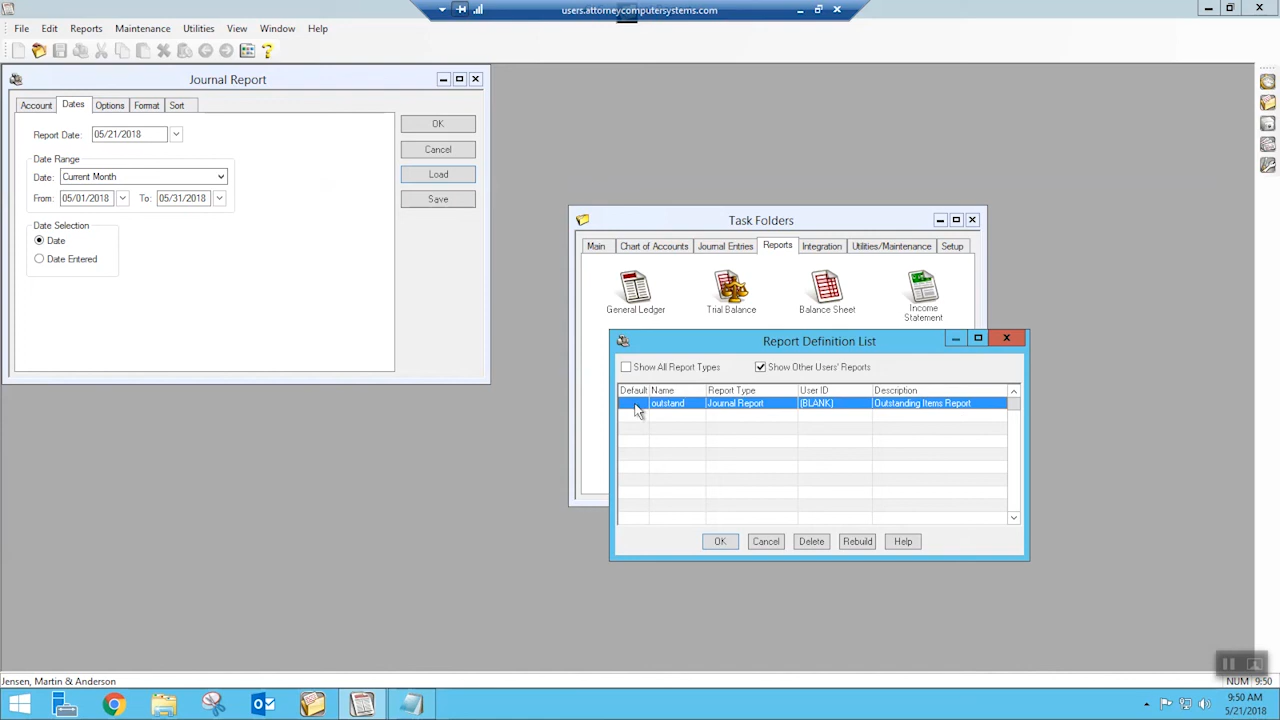 users.attorneycomputersystems.com
File Edit Reports Maintenance Utilities View Window Help
Journal Report
Account Dates Options Format Sort
Report Date: 05/21/2018
Date Range
Date: Current Month
From: 05/01/2018 To: 05/31/2018
Date Selection
Date
Date Entered
OK
Cancel
Load
Save
Task Folders
Main Chart of Accounts Journal Entries Reports Integration Utilities/Maintenance Setup
General Ledger Trial Balance Balance Sheet Income
Statement
Report Definition List
Show All Report Types Show Other Users' Reports
Default Name Report Type User ID Description
outstand Journal Report (BLANK) Outstanding Items Report
OK Cancel Delete Rebuild Help
Jensen, Martin & Anderson
NUM 9:50
9:50 AM
5/21/2018